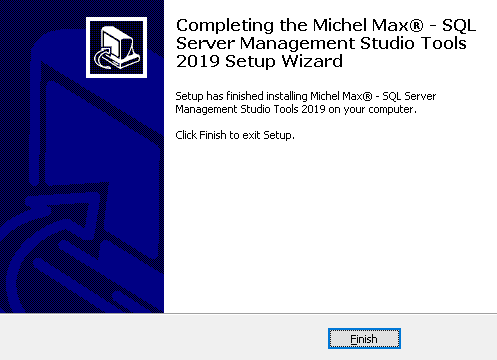 Completing the Michel Max® - SQL
Server Management Studio Tools
2019 Setup Wizard
Setup has finished installing Michel Max® - SQL Server
Management Studio Tools 2019 on your computer.
Click Finish to exit Setup.
Finish